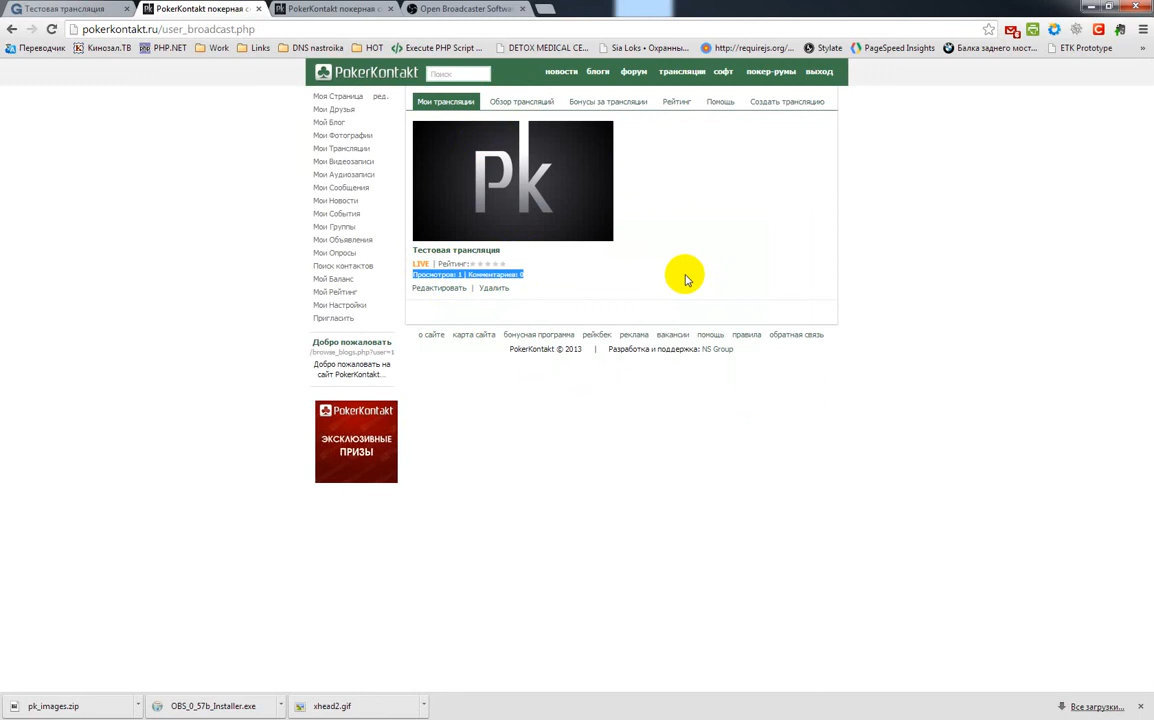 Тестовая трансляция
PokerKontakt покерная с
PokerKontakt покерная с
Open Broadcaster Softwa
pokerkontakt.ru/user_broadcast.php
Переводчик
Кинозал.ТВ
PHP.NET
Work
Links
DNS nastroika
HOT
Execute PHP Script ...
DETOX MEDICAL CE...
Sia Loks • Охранны...
http://requirejs.org/...
Stylate
PageSpeed Insights
Балка заднего мост...
ETK Prototype
PokerKontakt
Поиск
новости блоги форум трансляции софт покер-румы выход
Моя Страница ред.
Мои Друзья
Мой Блог
Мои Фотографии
Мои Трансляции
Мои Видеозаписи
Мои Аудиозаписи
Мои Сообщения
Мои Новости
Мои События
Мои Группы
Мои Объявления
Мои Опросы
Поиск контактов
Мой Баланс
Мой Рейтинг
Мои Настройки
Пригласить
Добро пожаловать
/browse_blogs.php?user=1
Добро пожаловать на
сайт PokerKontakt...
PokerKontakt
ЭКСКЛЮЗИВНЫЕ
ПРИЗЫ
Мои трансляции Обзор трансляций Бонусы за трансляции Рейтинг Помощь Создать трансляцию
Pk
Тестовая трансляция
LIVE | Рейтинг:
Просмотров: 1 | Комментариев: 0
Редактировать | Удалить
о сайте карта сайта бонусная программа рейкбек реклама вакансии помощь правила обратная связь
PokerKontakt © 2013 | Разработка и поддержка: NS Group
pk_images.zip
OBS_0_57b_Installer.exe
xhead2.gif
Все загрузки...